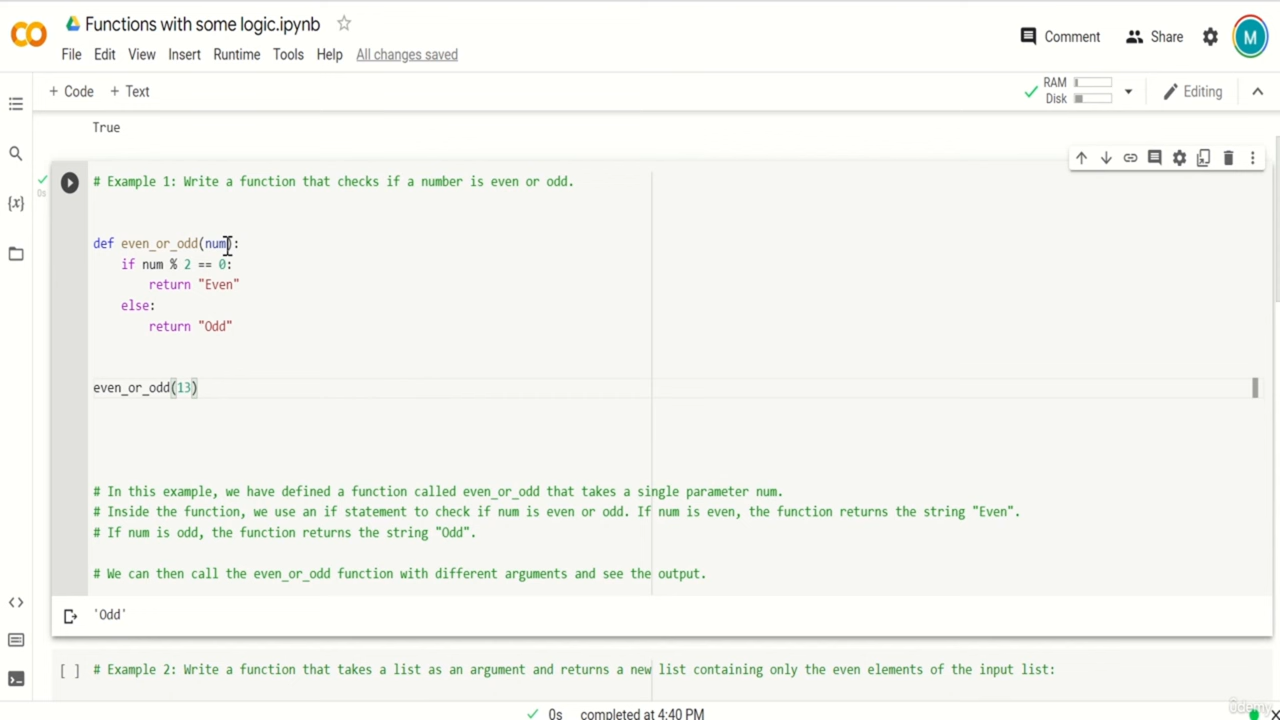 Functions with some logic.ipynb
File Edit View Insert Runtime Tools Help All changes saved
Comment Share M
+ Code + Text
RAM
Disk
Editing
True
0s
# Example 1: Write a function that checks if a number is even or odd.
{x}
def even_or_odd(num):
if num % 2 == 0:
return "Even"
else:
return "Odd"
even_or_odd(13)
# In this example, we have defined a function called even_or_odd that takes a single parameter num.
# Inside the function, we use an if statement to check if num is even or odd. If num is even, the function returns the string "Even".
# If num is odd, the function returns the string "Odd".
# We can then call the even_or_odd function with different arguments and see the output.
'Odd'
[ ] # Example 2: Write a function that takes a list as an argument and returns a new list containing only the even elements of the input list:
0s completed at 4:40 PM
udemy